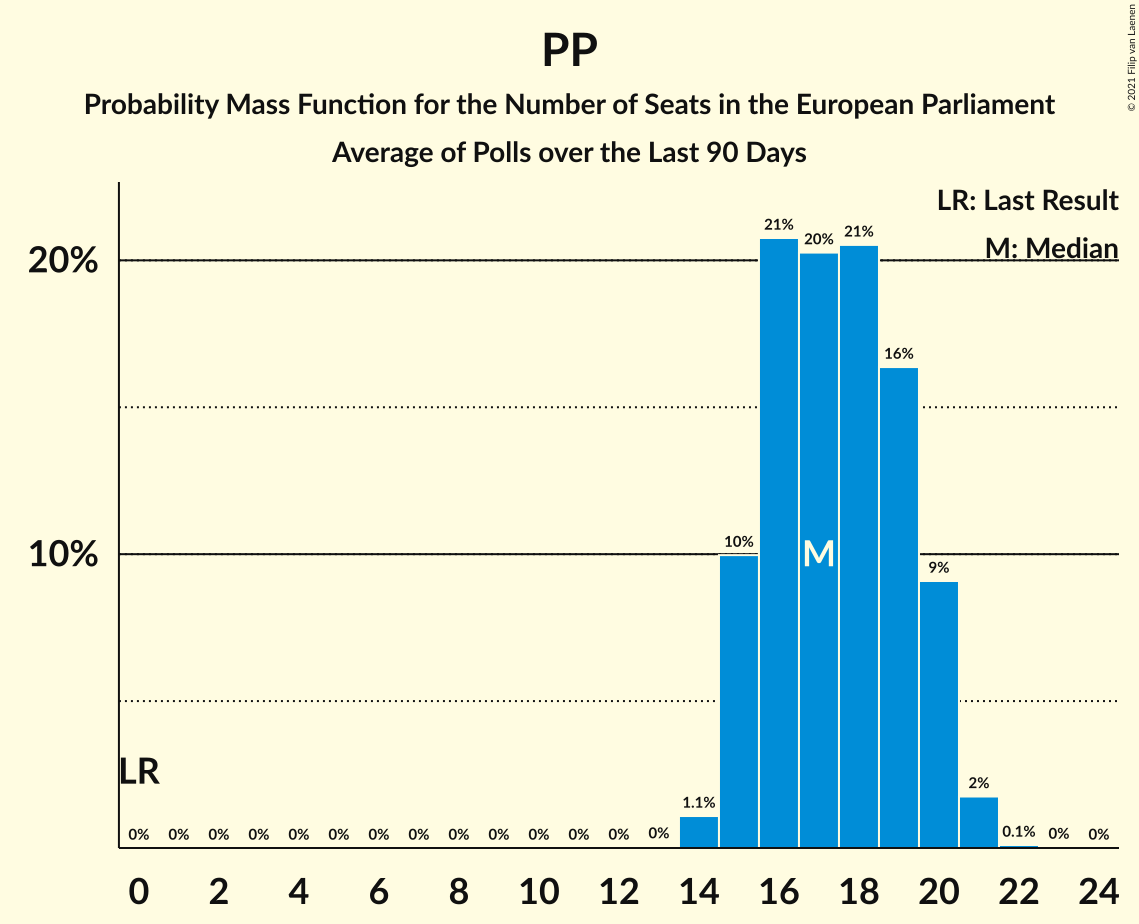 PP
Probability Mass Function for the Number of Seats in the European Parliament
Average of Polls over the Last 90 Days
© 2021 Filip van Laenen
LR: Last Result
M: Median
20%
10%
LR
M
0% 0% 0% 0% 0% 0% 0% 0% 0% 0% 0% 0% 0% 0% 1.1% 10% 21% 20% 21% 16% 9% 2% 0.1% 0% 0%
0 2 4 6 8 10 12 14 16 18 20 22 24